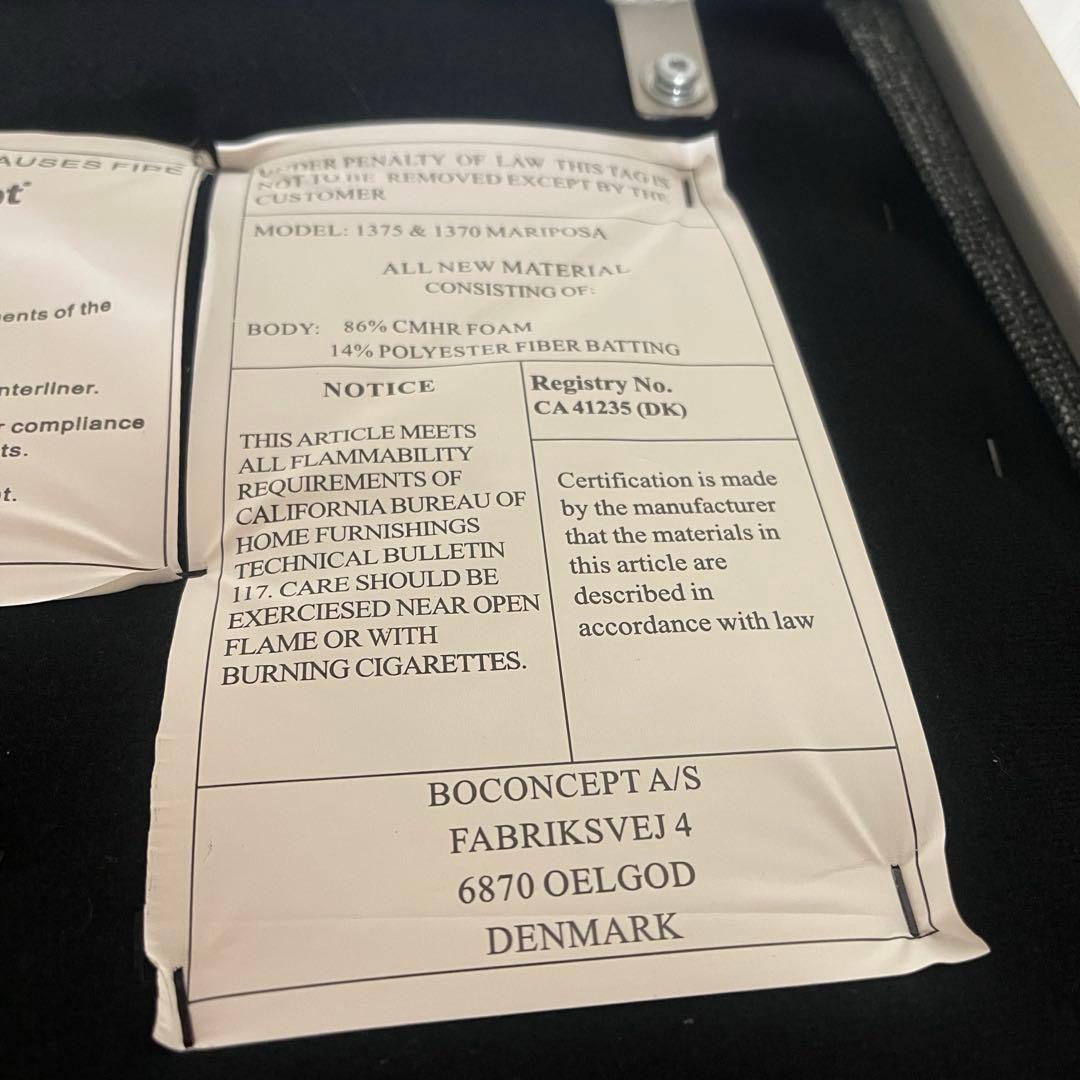 AUSES FIRE
ents of the
nterliner.
compliance
ts.
t.
UNDER PENALTY OF LAW THIS TAG IS
NOT TO BE REMOVED EXCEPT BY THE
CUSTOMER
MODEL: 1375 & 1370 MARIPOSA
ALL NEW MATERIAL
CONSISTING OF:
BODY: 86% CMHR FOAM
14% POLYESTER FIBER BATTING
NOTICE
THIS ARTICLE MEETS
ALL FLAMMABILITY
REQUIREMENTS OF
CALIFORNIA BUREAU OF
HOME FURNISHINGS
TECHNICAL BULLETIN
117. CARE SHOULD BE
EXERCIESED NEAR OPEN
FLAME OR WITH
BURNING CIGARETTES.
Registry No.
CA 41235 (DK)
Certification is made
by the manufacturer
that the materials in
this article are
described in
accordance with law
BOCONCEPT A/S
FABRIKSVEJ 4
6870 OELGOD
DENMARK